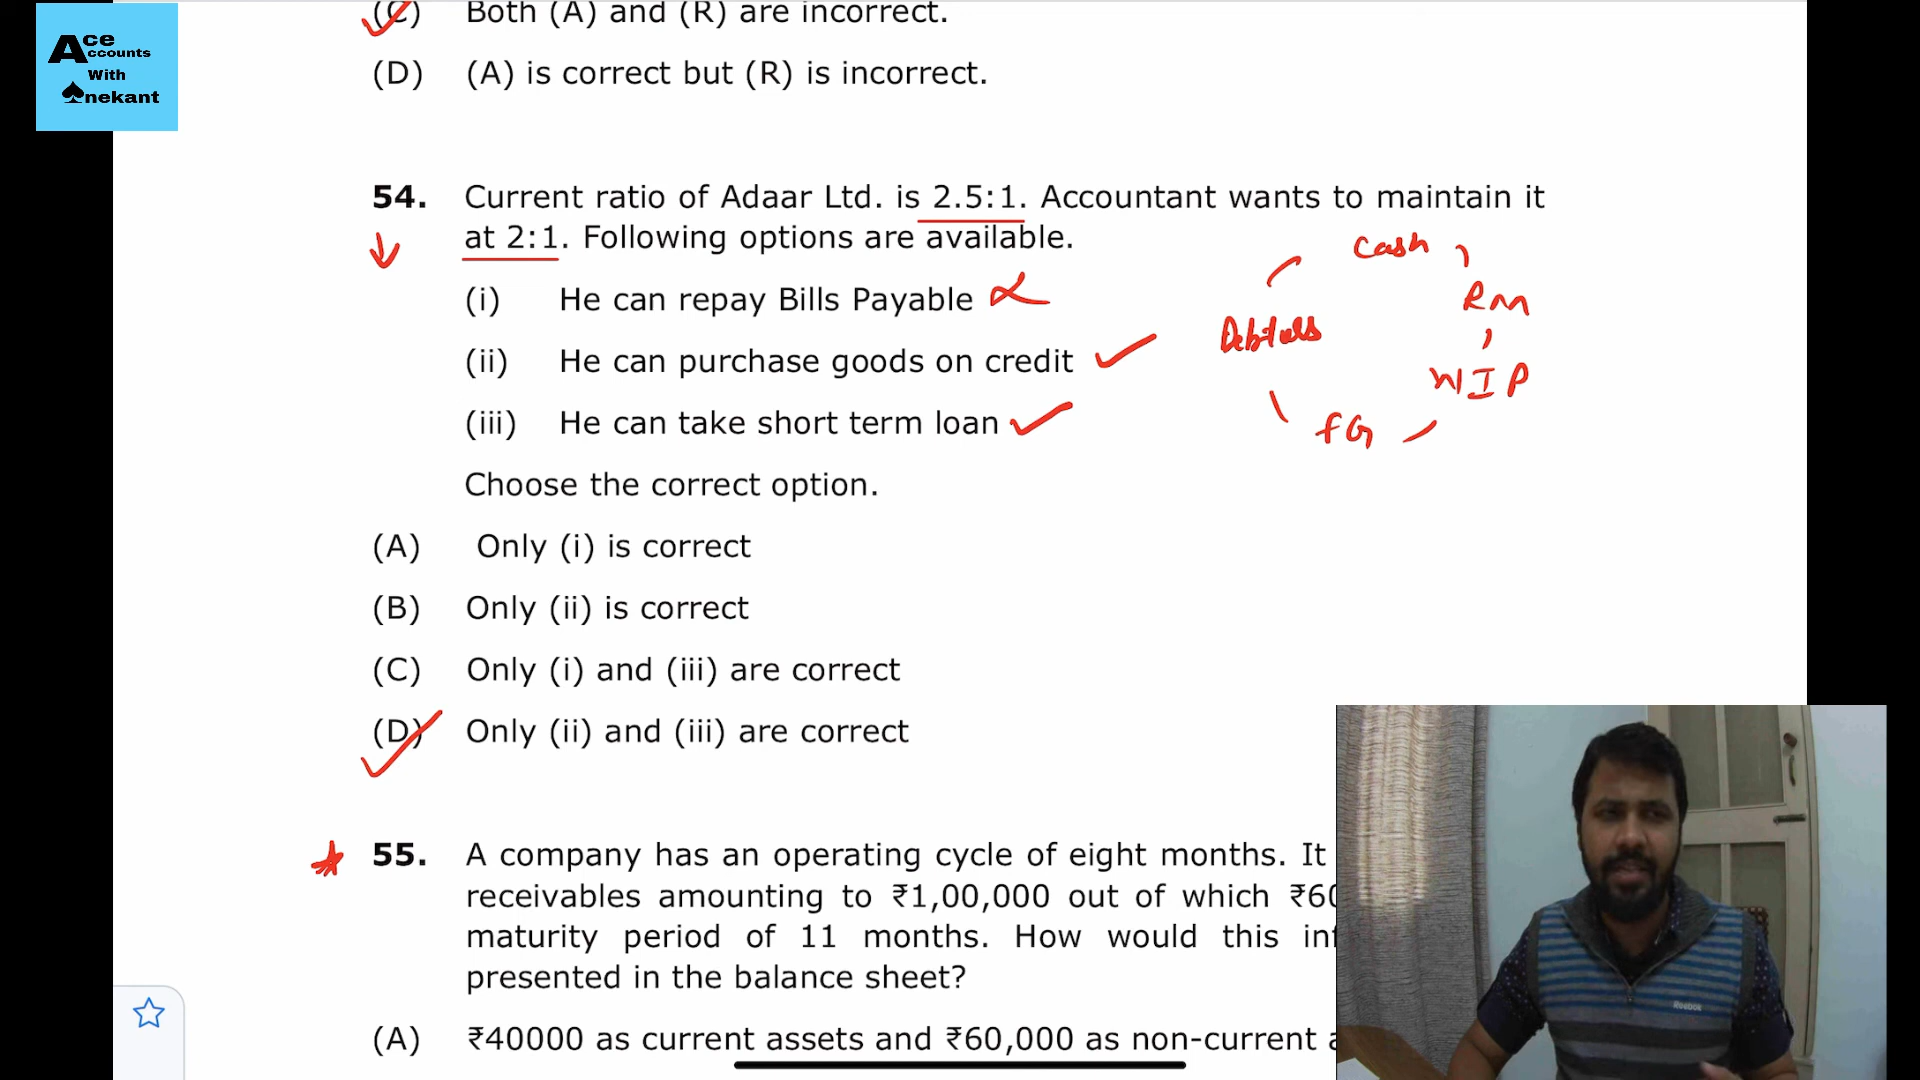 Ace
ccounts
With
nekant
(C) Both (A) and (R) are incorrect.
(D) (A) is correct but (R) is incorrect.
54. Current ratio of Adaar Ltd. is 2.5:1. Accountant wants to maintain it
at 2:1. Following options are available.
(i) He can repay Bills Payable
(ii) He can purchase goods on credit
(iii) He can take short term loan
Cash
RM
WIP
FG
Debtors
Choose the correct option.
(A) Only (i) is correct
(B) Only (ii) is correct
(C) Only (i) and (iii) are correct
(D) Only (ii) and (iii) are correct
55. A company has an operating cycle of eight months. It
receivables amounting to ₹1,00,000 out of which ₹60
maturity period of 11 months. How would this inf
presented in the balance sheet?
(A) ₹40000 as current assets and ₹60,000 as non-current a
Reebok